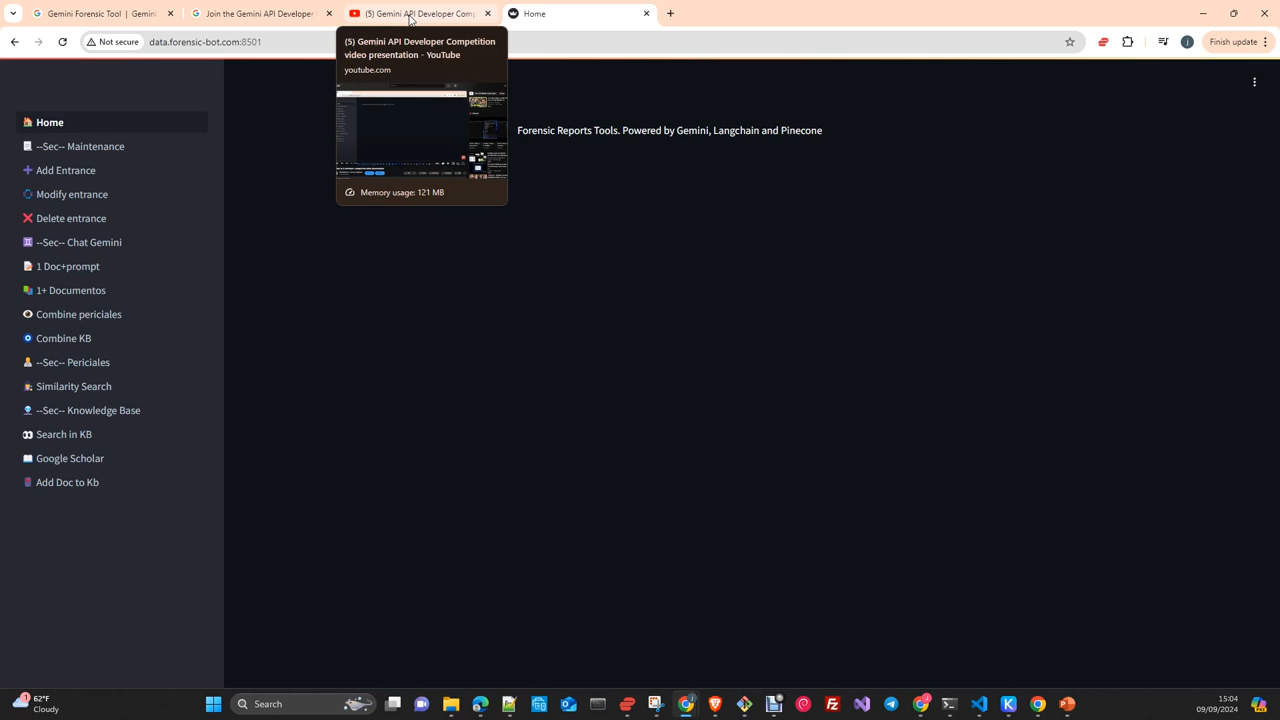 Gemini Forensic Tool | Gemini
Join the Gemini API Developer
(5) Gemini API Developer Comp
Home
Not secure
data.forensic-bot.com:8501
Finish update
(5) Gemini API Developer Competition
video presentation - YouTube
youtube.com
Memory usage: 121 MB
Forensic Reports Tools. Powered by Gemini, Langchain and Pinecone
Home
--Sec-- Maintenance
Add Entrance
Modify entrance
Delete entrance
--Sec-- Chat Gemini
1 Doc+prompt
1+ Documentos
Combine periciales
Combine KB
--Sec-- Periciales
Similarity Search
--Sec-- Knowledge Base
Search in KB
Google Scholar
Add Doc to Kb
1
62°F
Cloudy
Search
15:04
09/09/2024